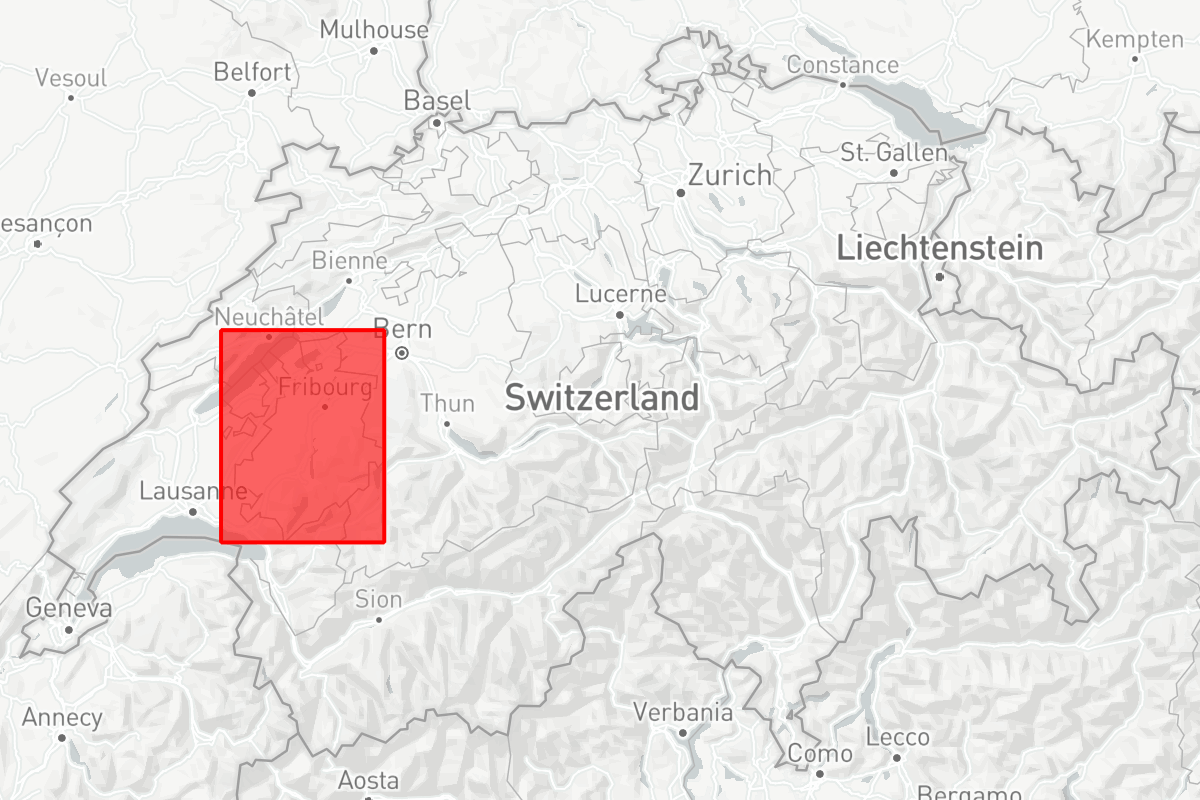 Mulhouse
Kempten
Vesoul
Belfort
Constance
Basel
St. Gallen
Zurich
esançon
Liechtenstein
Bienne
Lucerne
Neuchâtel
Bern
Fribourg
Switzerland
Thun
Lausanne
Geneva
Sion
Annecy
Verbania
Lecco
Como
Aosta
Bergamo